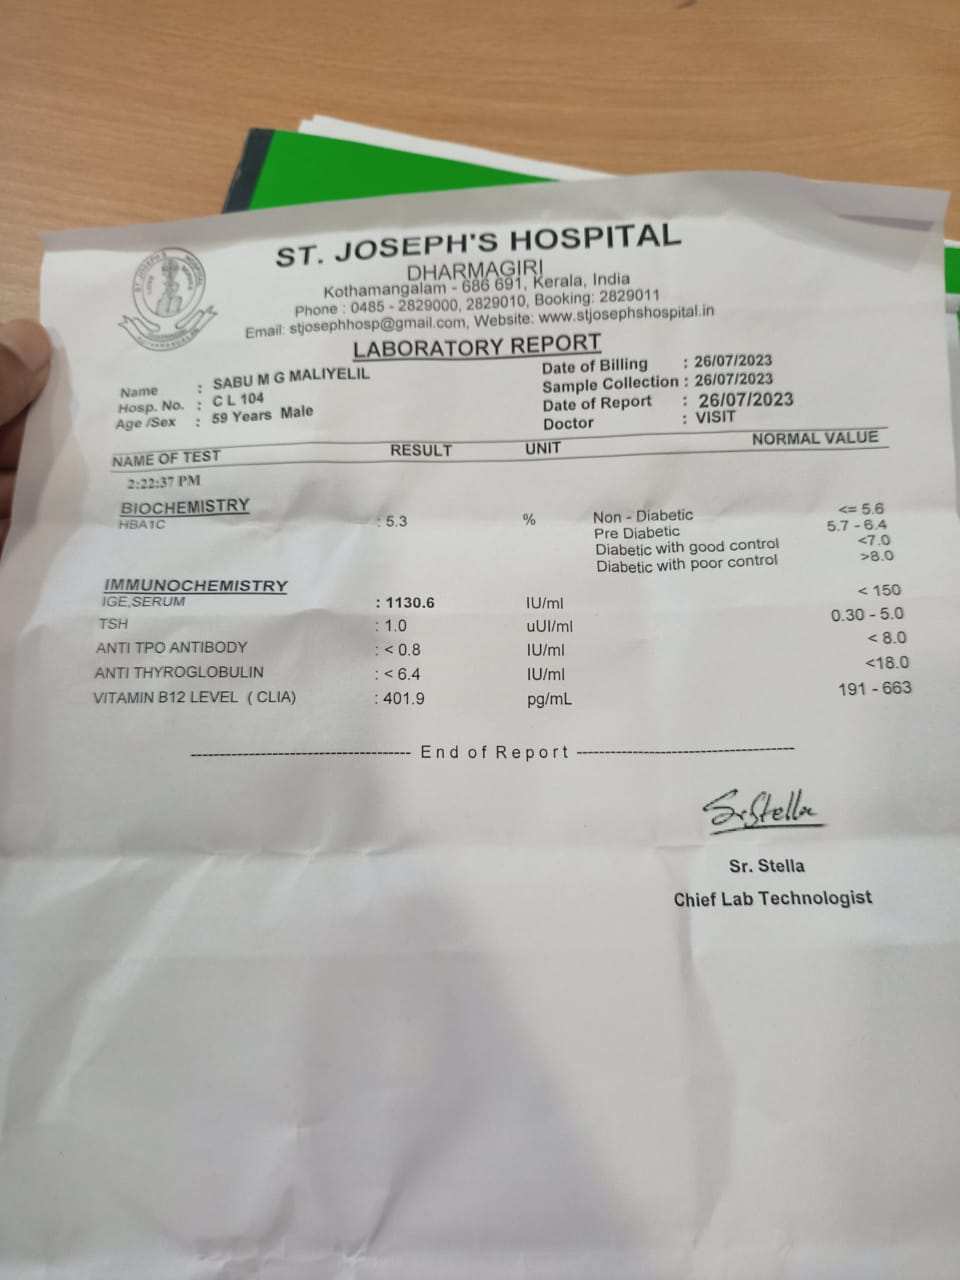 ST. JOSEPH'S HOSPITAL
DHARMAGIRI
Kothamangalam - 686 691, Kerala, India
Phone : 0485 - 2829000, 2829010, Booking: 2829011
Email: stjosephhosp@gmail.com, Website: www.stjosephshospital.in
LABORATORY REPORT
Name : SABU M G MALIYELIL Date of Billing : 26/07/2023
Hosp. No. : C L 104 Sample Collection : 26/07/2023
Age /Sex : 59 Years Male Date of Report : 26/07/2023
Doctor : VISIT
NAME OF TEST RESULT UNIT NORMAL VALUE
2:22:37 PM
BIOCHEMISTRY
HBA1C : 5.3 % Non - Diabetic <= 5.6
Pre Diabetic 5.7 - 6.4
Diabetic with good control <7.0
Diabetic with poor control >8.0
IMMUNOCHEMISTRY
IGE,SERUM : 1130.6 IU/ml < 150
TSH : 1.0 uUI/ml 0.30 - 5.0
ANTI TPO ANTIBODY : < 0.8 IU/ml < 8.0
ANTI THYROGLOBULIN : < 6.4 IU/ml <18.0
VITAMIN B12 LEVEL ( CLIA) : 401.9 pg/mL 191 - 663
End of Report
Sr.Stella
Sr. Stella
Chief Lab Technologist